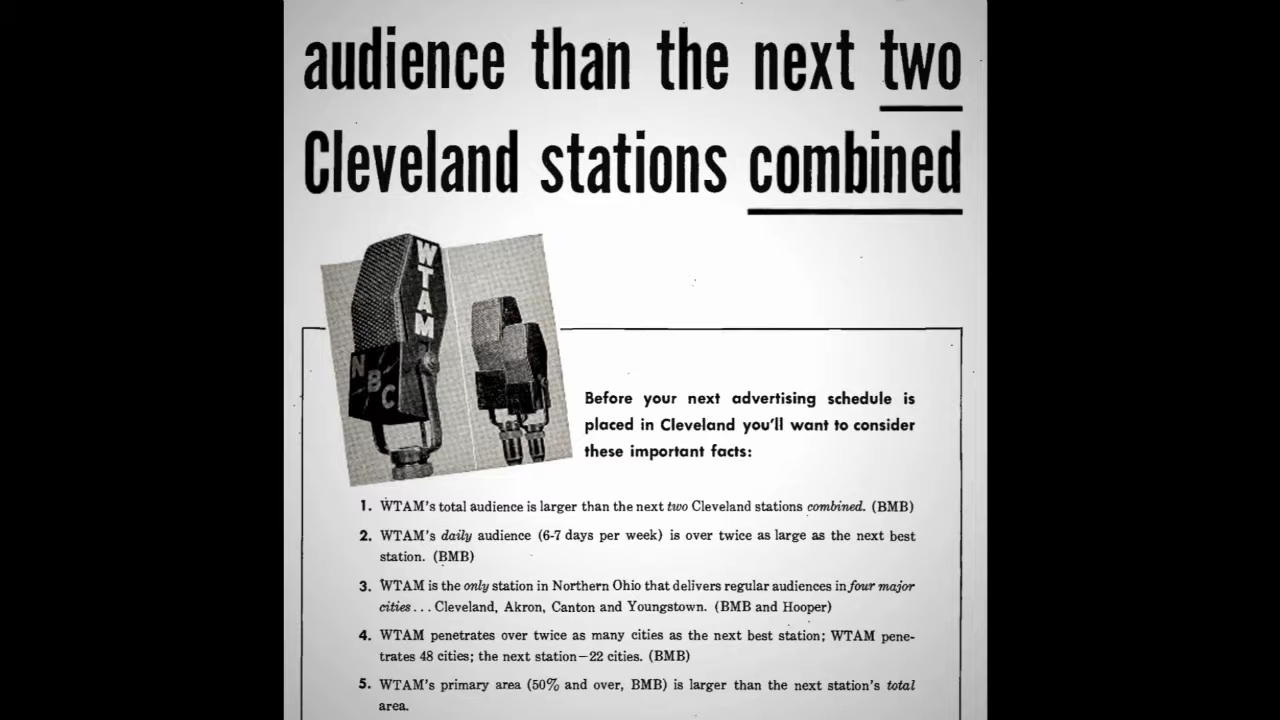 audience than the next two
Cleveland stations combined
WTAM
NBC
Before your next advertising schedule is
placed in Cleveland you'll want to consider
these important facts:
1. WTAM's total audience is larger than the next two Cleveland stations combined. (BMB)
2. WTAM's daily audience (6-7 days per week) is over twice as large as the next best
station. (BMB)
3. WTAM is the only station in Northern Ohio that delivers regular audiences in four major
cities... Cleveland, Akron, Canton and Youngstown. (BMB and Hooper)
4. WTAM penetrates over twice as many cities as the next best station; WTAM pene-
trates 48 cities; the next station—22 cities. (BMB)
5. WTAM's primary area (50% and over, BMB) is larger than the next station's total
area.